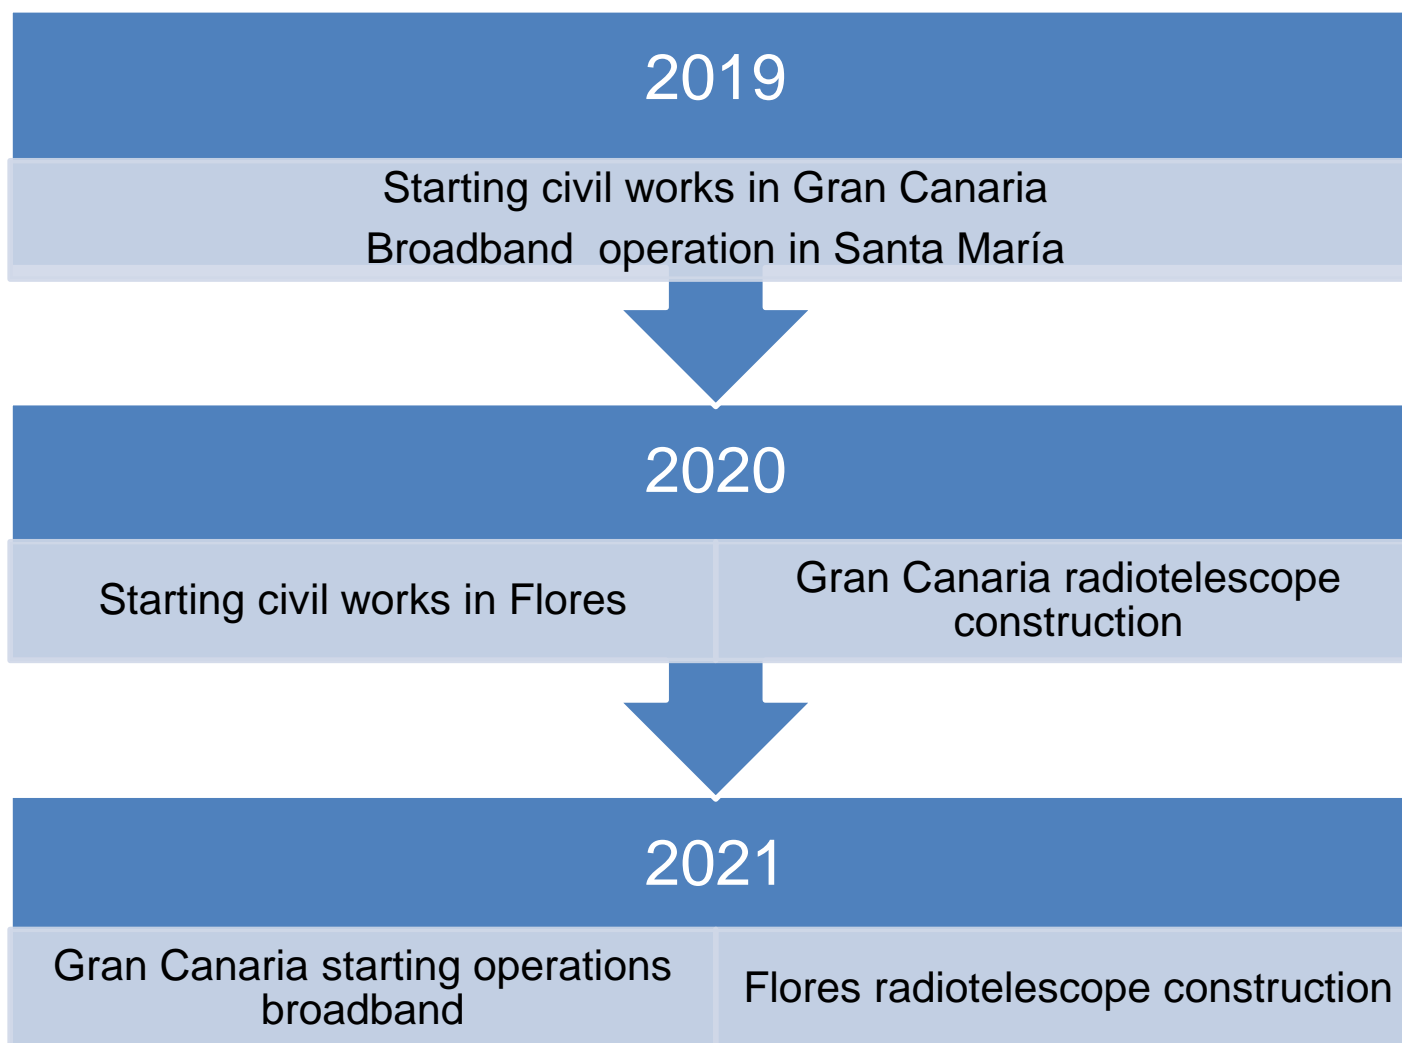 2019
Starting civil works in Gran Canaria
Broadband  operation in Santa María
2020
Starting civil works in Flores
Gran Canaria radiotelescope
construction
2021
Gran Canaria starting operations
broadband
Flores radiotelescope construction